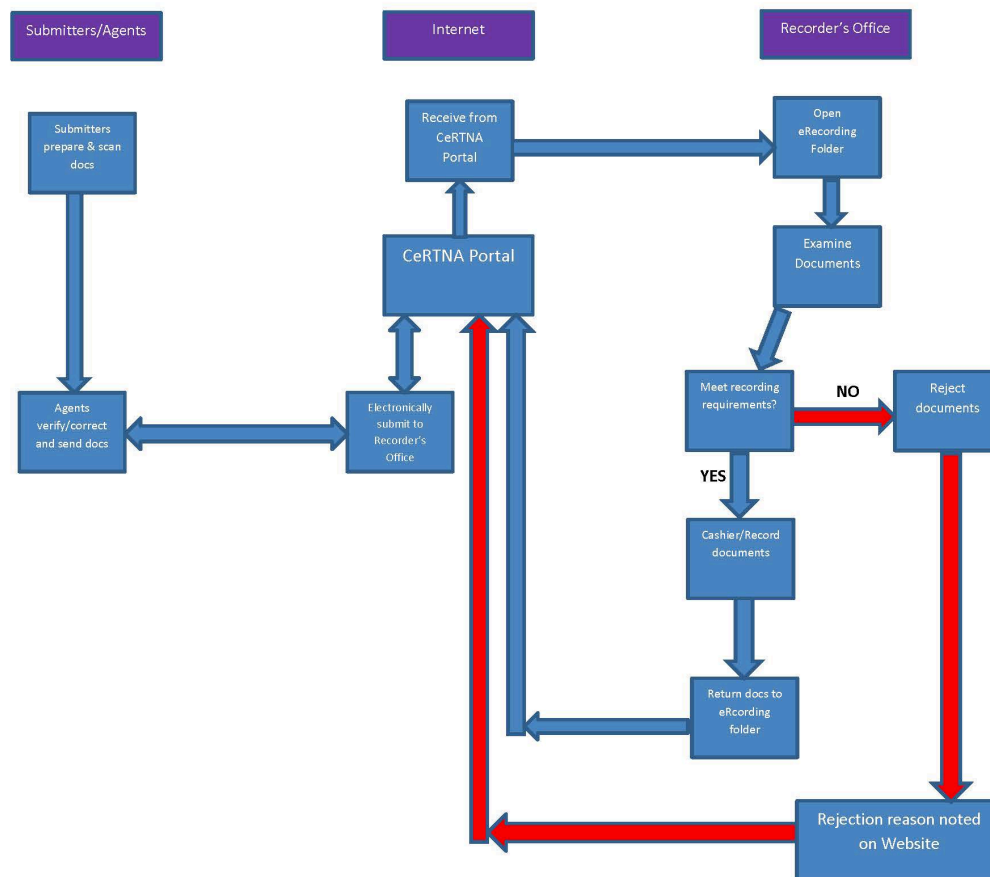 Submitters/Agents
Internet
Recorder's Office
Submitters
prepare & scan
docs
Receive from
CeRTNA
Portal
Open
eRecording
Folder
CeRTNA Portal
Examine
Documents
Agents
verify/correct
and send docs
Electronically
submit to
Recorder's
Office
Meet recording
requirements?
NO
Reject
documents
YES
Cashier/Record
documents
Return docs to
eRcording
folder
Rejection reason noted
on Website